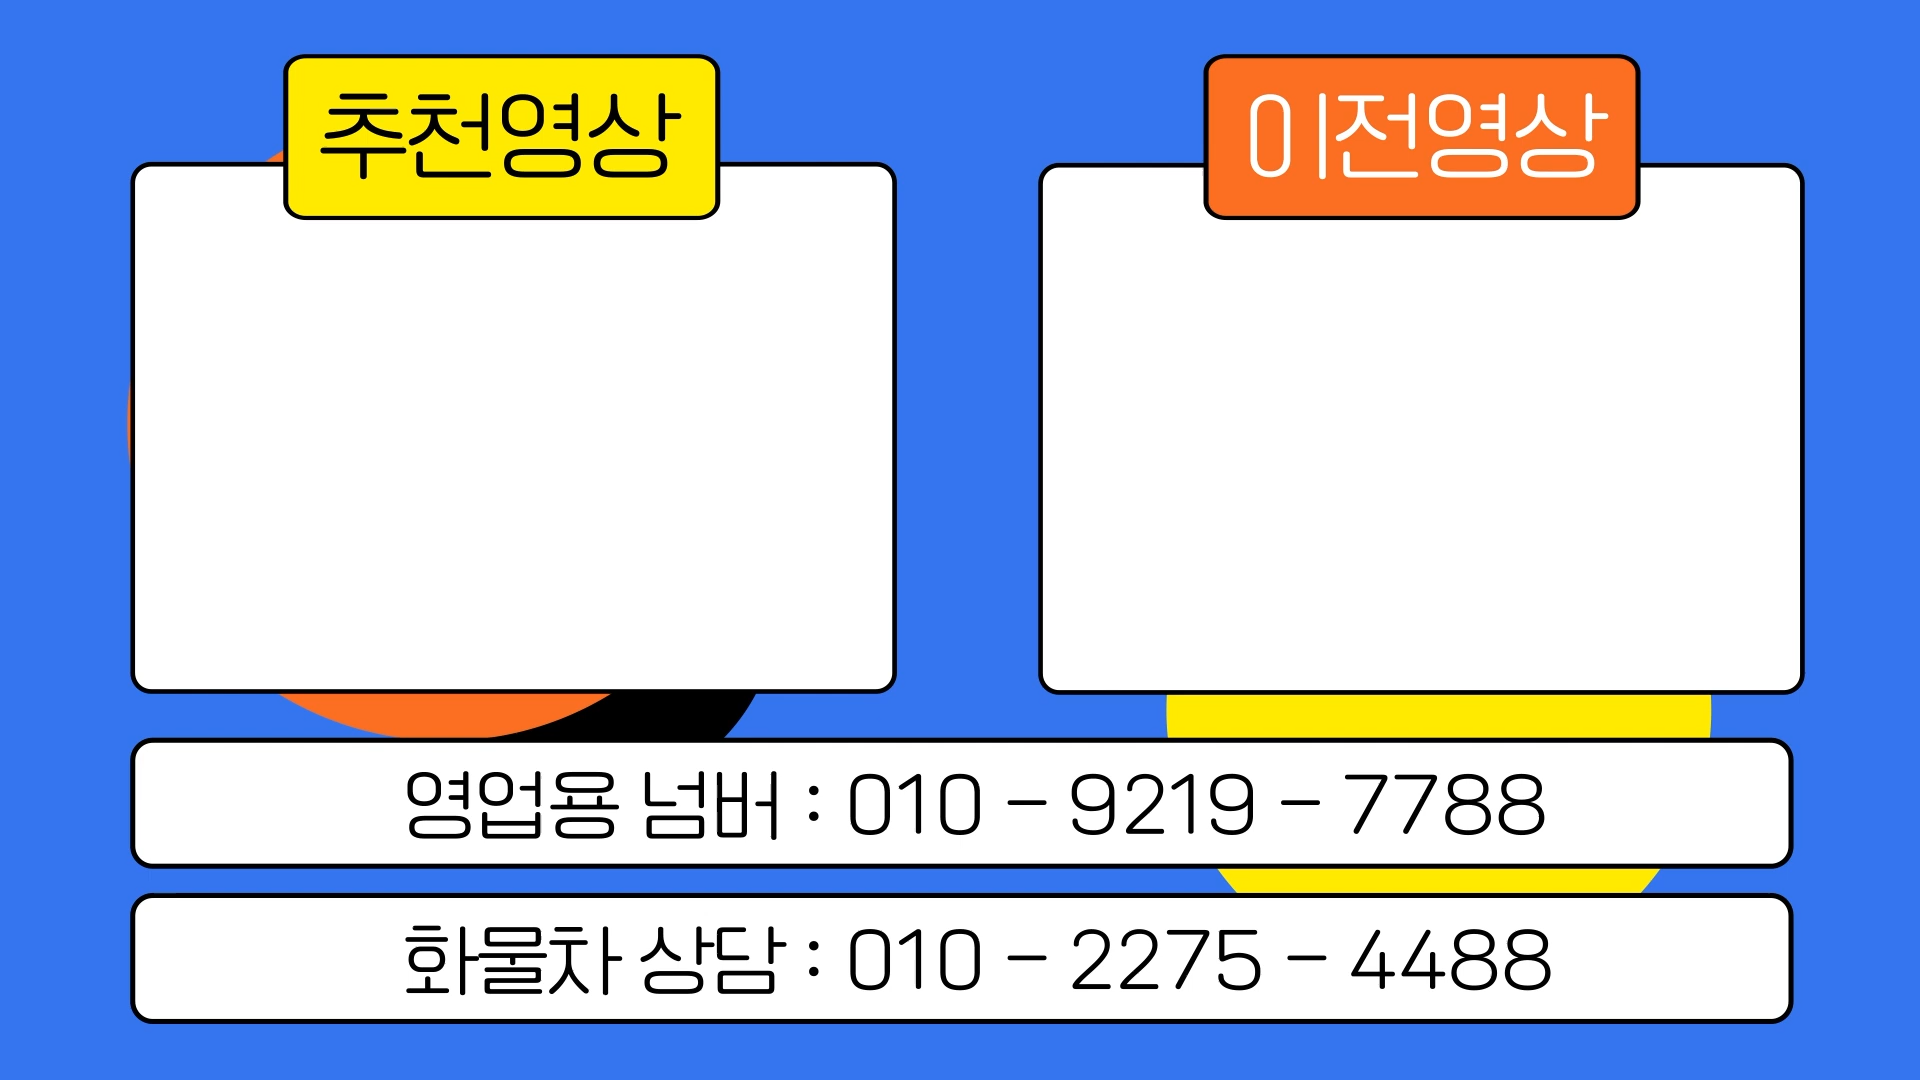 추천영상
이전영상
영업용 넘버 : 010 - 9219 - 7788
화물차 상담 : 010 - 2275 - 4488